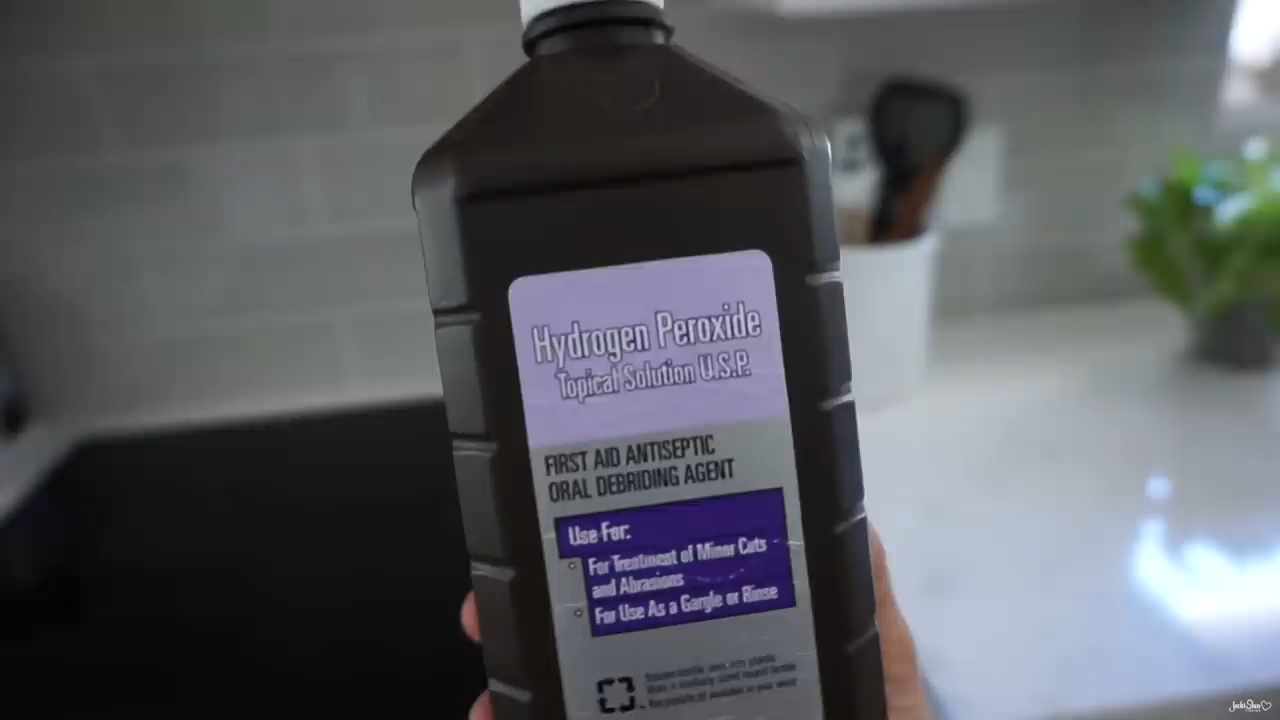 Hydrogen Peroxide
Topical Solution U.S.P.
FIRST AID ANTISEPTIC
ORAL DEBRIDING AGENT
Use For:
For Treatment of Minor Cuts
and Abrasions
For Use As a Gargle or Rinse